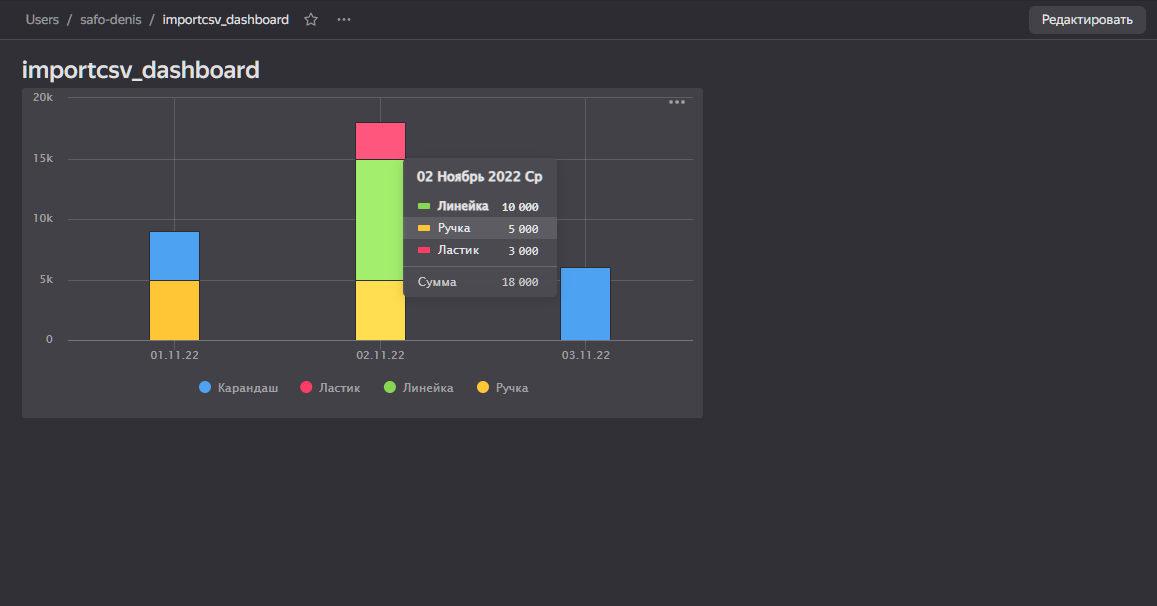 Users / safo-denis / importcsv_dashboard
Редактировать
importcsv_dashboard
20k
15k
10k
5k
0
02 Ноябрь 2022 Ср
Линейка 10 000
Ручка 5 000
Ластик 3 000
Сумма 18 000
01.11.22 02.11.22 03.11.22
Карандаш Ластик Линейка Ручка